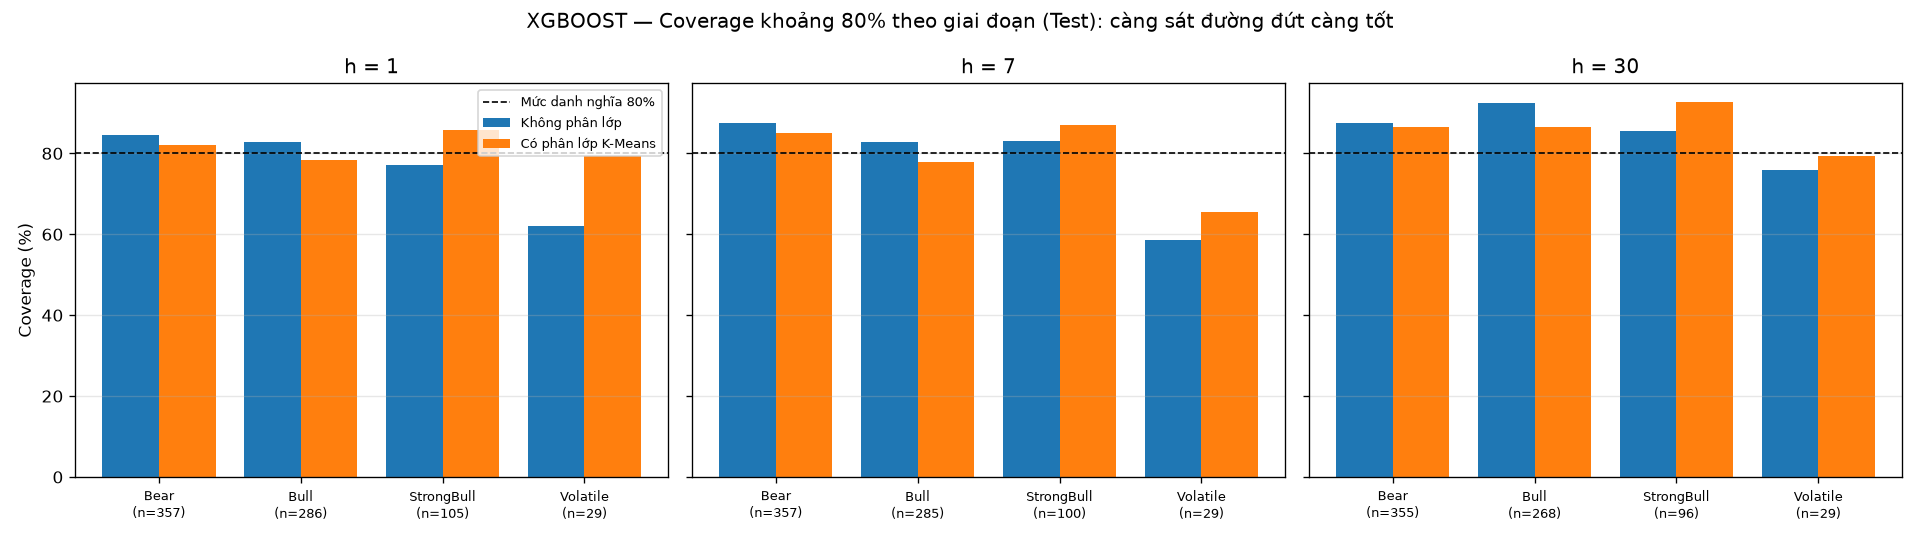 XGBOOST — Coverage khoảng 80% theo giai đoạn (Test): càng sát đường đứt càng tốt
h = 1
h = 7
h = 30
Mức danh nghĩa 80%
Không phân lớp
Có phân lớp K-Means
Coverage (%)
80
60
40
20
0
Bear
(n=357)
Bull
(n=286)
StrongBull
(n=105)
Volatile
(n=29)
Bear
(n=357)
Bull
(n=285)
StrongBull
(n=100)
Volatile
(n=29)
Bear
(n=355)
Bull
(n=268)
StrongBull
(n=96)
Volatile
(n=29)